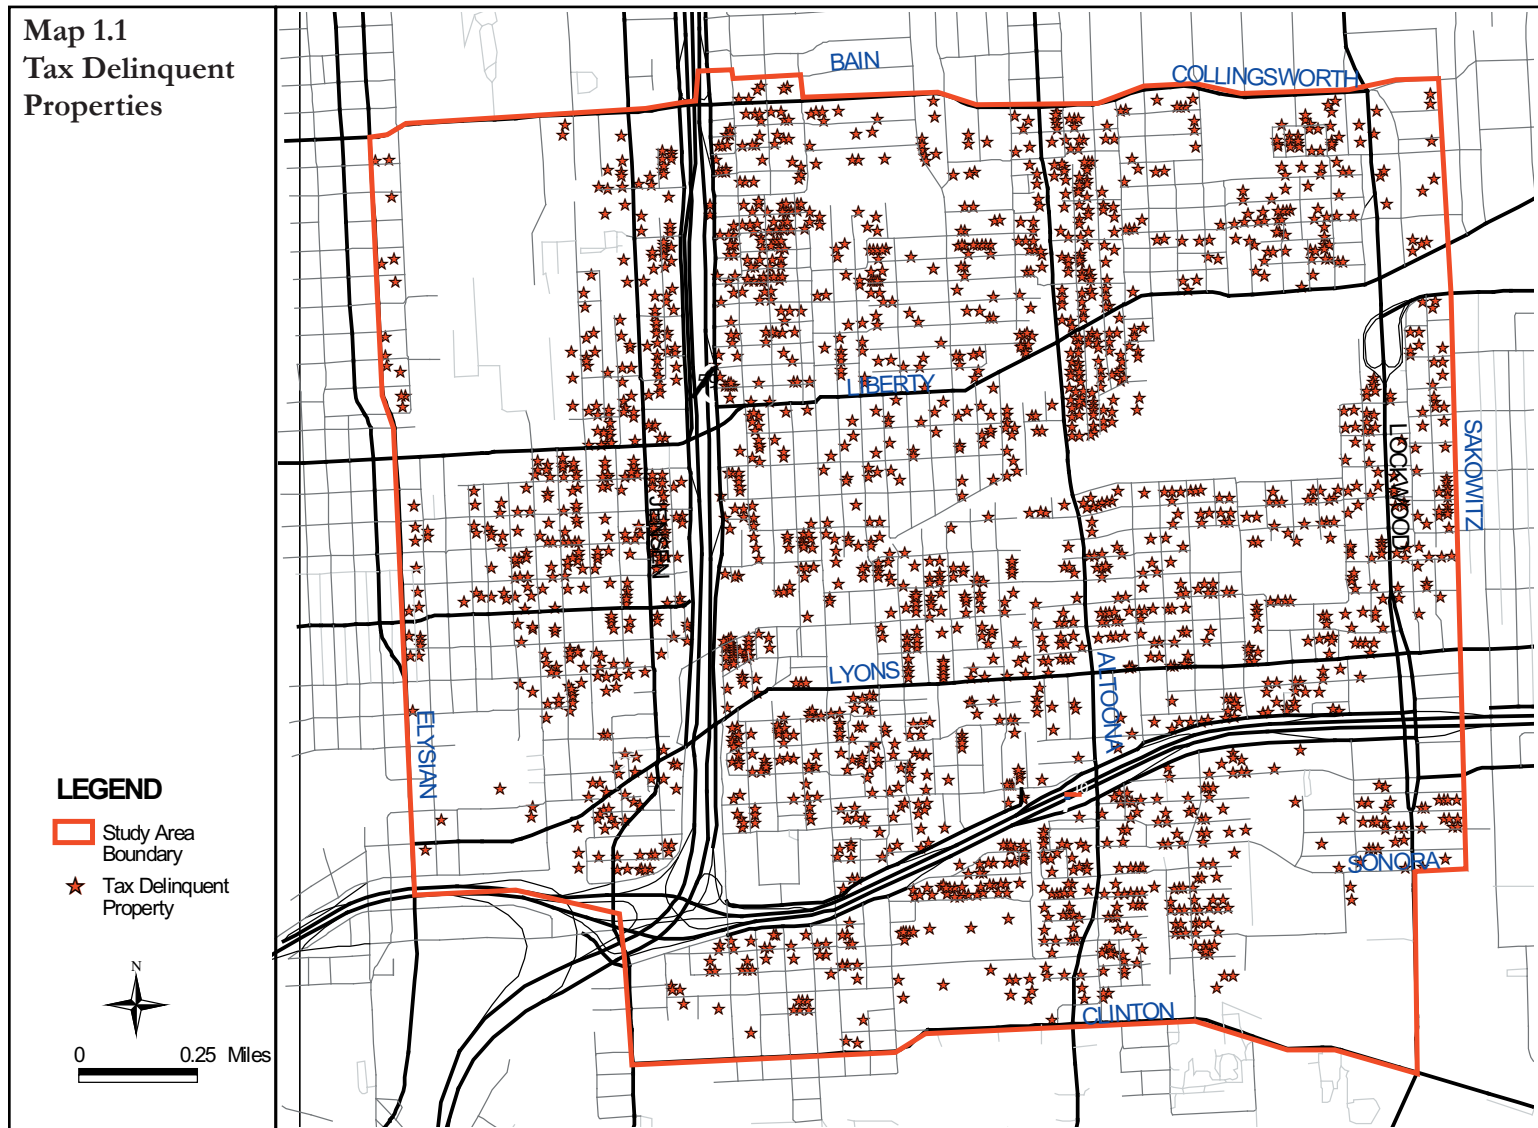 Map 1.1
Tax Delinquent
Properties
BAIN
COLLINGSWORTH
LIBERTY
SAKOWITZ
LOCKWOOD
JENSEN
LYONS
ALTOONA
ELYSIAN
SONORA
CLINTON
LEGEND
Study Area
Boundary
Tax Delinquent
Property
N
0 0.25 Miles